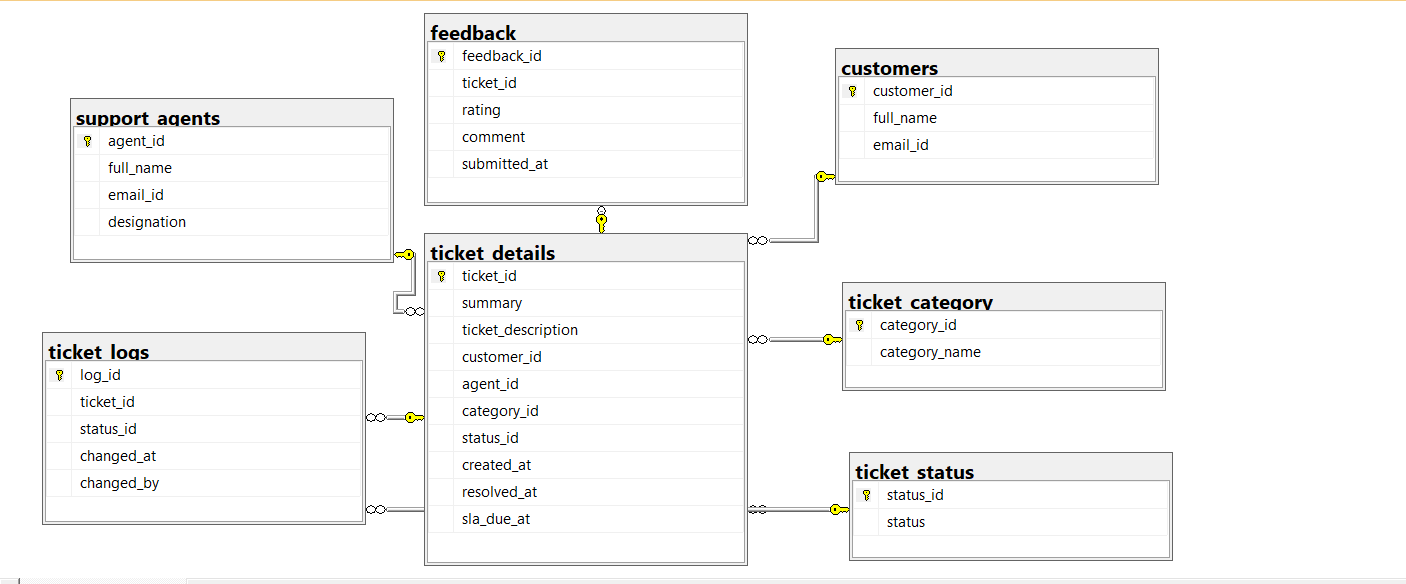 feedback
feedback_id
ticket_id
rating
comment
submitted_at
customers
customer_id
full_name
email_id
support_agents
agent_id
full_name
email_id
designation
ticket_details
ticket_id
summary
ticket_description
customer_id
agent_id
category_id
status_id
created_at
resolved_at
sla_due_at
ticket_category
category_id
category_name
ticket_logs
log_id
ticket_id
status_id
changed_at
changed_by
ticket_status
status_id
status